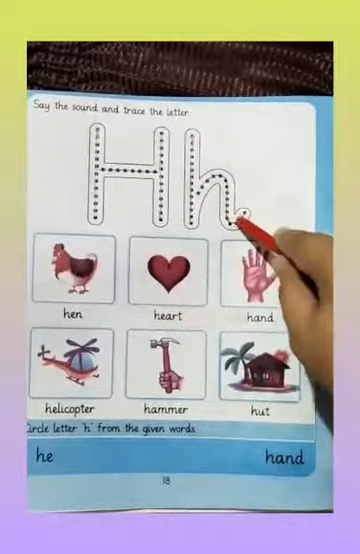 Say the sound and trace the letter.
H h
hen heart hand
helicopter hammer hut
Circle letter 'h' from the given words.
he hand
18